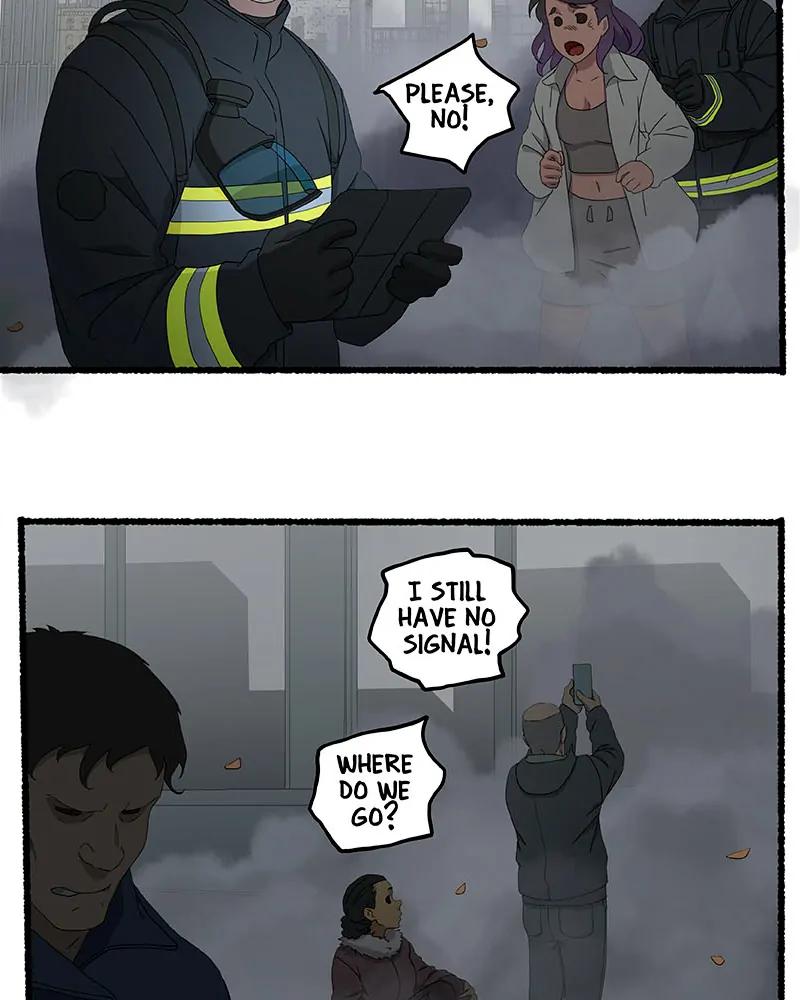 PLEASE,
NO!
I STILL
HAVE NO
SIGNAL!
WHERE
DO WE
GO?